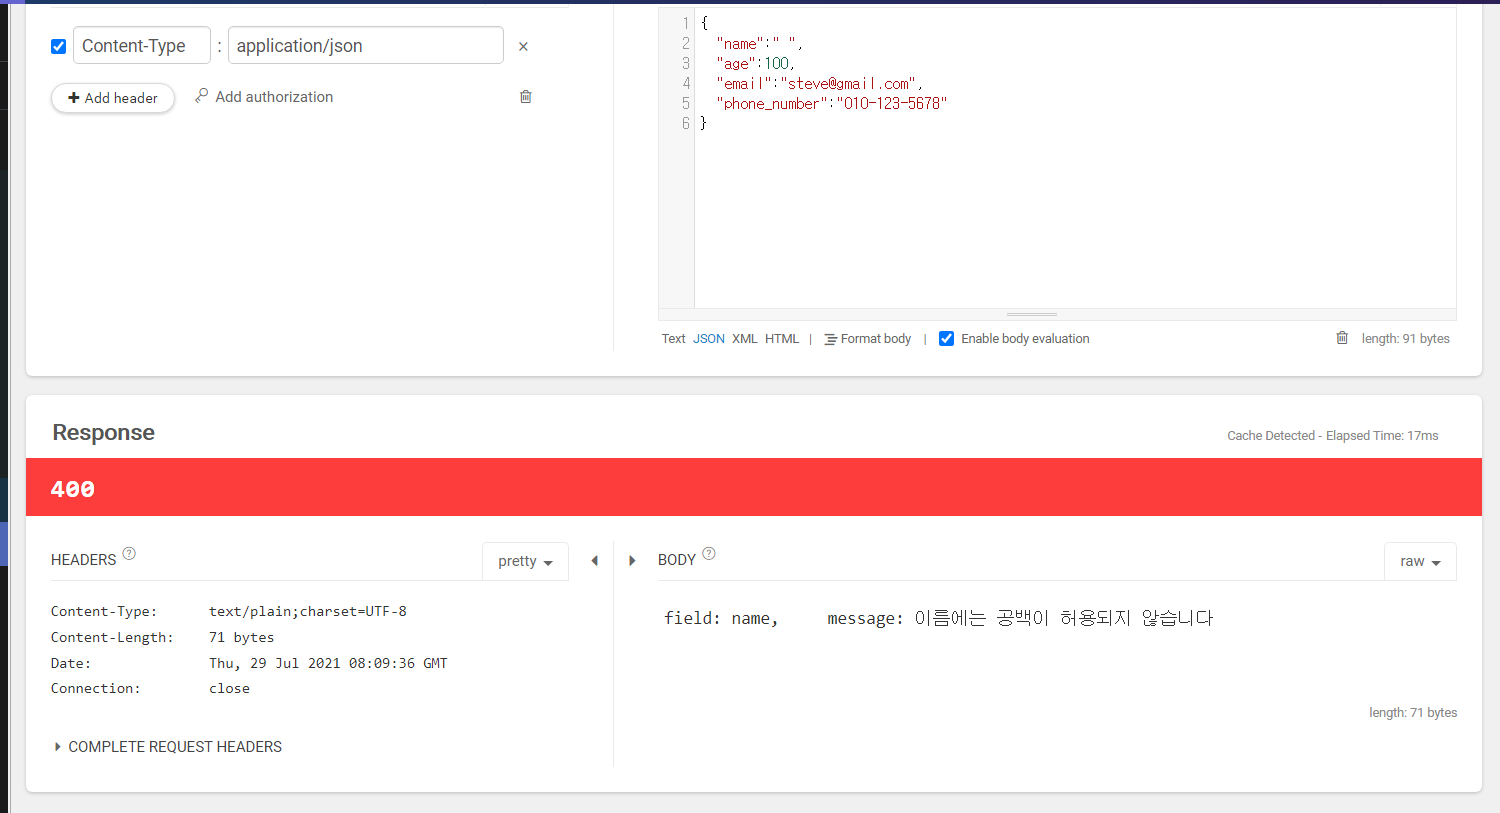 Content-Type : application/json ×
Add header Add authorization
1 {
2 "name":" ",
3 "age":100,
4 "email":"steve@gmail.com",
5 "phone_number":"010-123-5678"
6 }
Text JSON XML HTML | Format body | Enable body evaluation length: 91 bytes
Response
Cache Detected - Elapsed Time: 17ms
400
HEADERS ? pretty
Content-Type: text/plain;charset=UTF-8
Content-Length: 71 bytes
Date: Thu, 29 Jul 2021 08:09:36 GMT
Connection: close
COMPLETE REQUEST HEADERS
BODY ? raw
field: name, message: 이름에는 공백이 허용되지 않습니다
length: 71 bytes